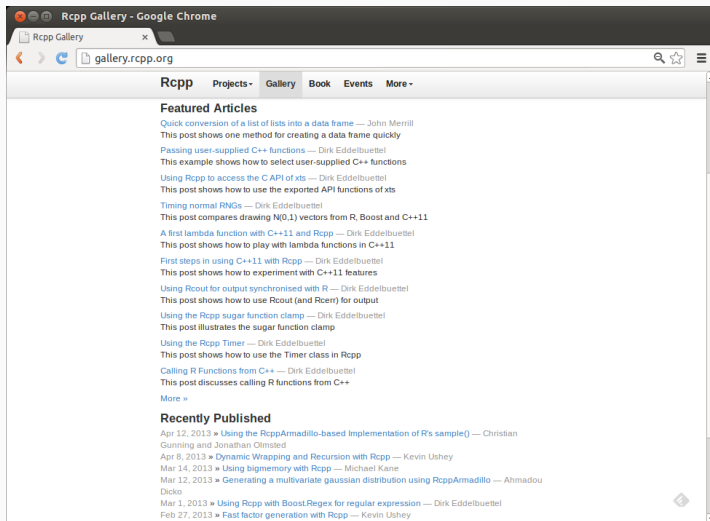 Rcpp Gallery - Google Chrome
Rcpp Gallery
gallery.rcpp.org
Rcpp Projects Gallery Book Events More
Featured Articles
Quick conversion of a list of lists into a data frame — John Merrill
This post shows one method for creating a data frame quickly
Passing user-supplied C++ functions — Dirk Eddelbuettel
This example shows how to select user-supplied C++ functions
Using Rcpp to access the C API of xts — Dirk Eddelbuettel
This post shows how to use the exported API functions of xts
Timing normal RNGs — Dirk Eddelbuettel
This post compares drawing N(0,1) vectors from R, Boost and C++11
A first lambda function with C++11 and Rcpp — Dirk Eddelbuettel
This post shows how to play with lambda functions in C++11
First steps in using C++11 with Rcpp — Dirk Eddelbuettel
This post shows how to experiment with C++11 features
Using Rcout for output synchronised with R — Dirk Eddelbuettel
This post shows how to use Rcout (and Rcerr) for output
Using the Rcpp sugar function clamp — Dirk Eddelbuettel
This post illustrates the sugar function clamp
Using the Rcpp Timer — Dirk Eddelbuettel
This post shows how to use the Timer class in Rcpp
Calling R Functions from C++ — Dirk Eddelbuettel
This post discusses calling R functions from C++
More »
Recently Published
Apr 12, 2013 » Using the RcppArmadillo-based Implementation of R's sample() — Christian
Gunning and Jonathan Olmsted
Apr 8, 2013 » Dynamic Wrapping and Recursion with Rcpp — Kevin Ushey
Mar 14, 2013 » Using bigmemory with Rcpp — Michael Kane
Mar 12, 2013 » Generating a multivariate gaussian distribution using RcppArmadillo — Ahmadou
Dicko
Mar 1, 2013 » Using Rcpp with Boost.Regex for regular expression — Dirk Eddelbuettel
Feb 27, 2013 » Fast factor generation with Rcpp — Kevin Ushey